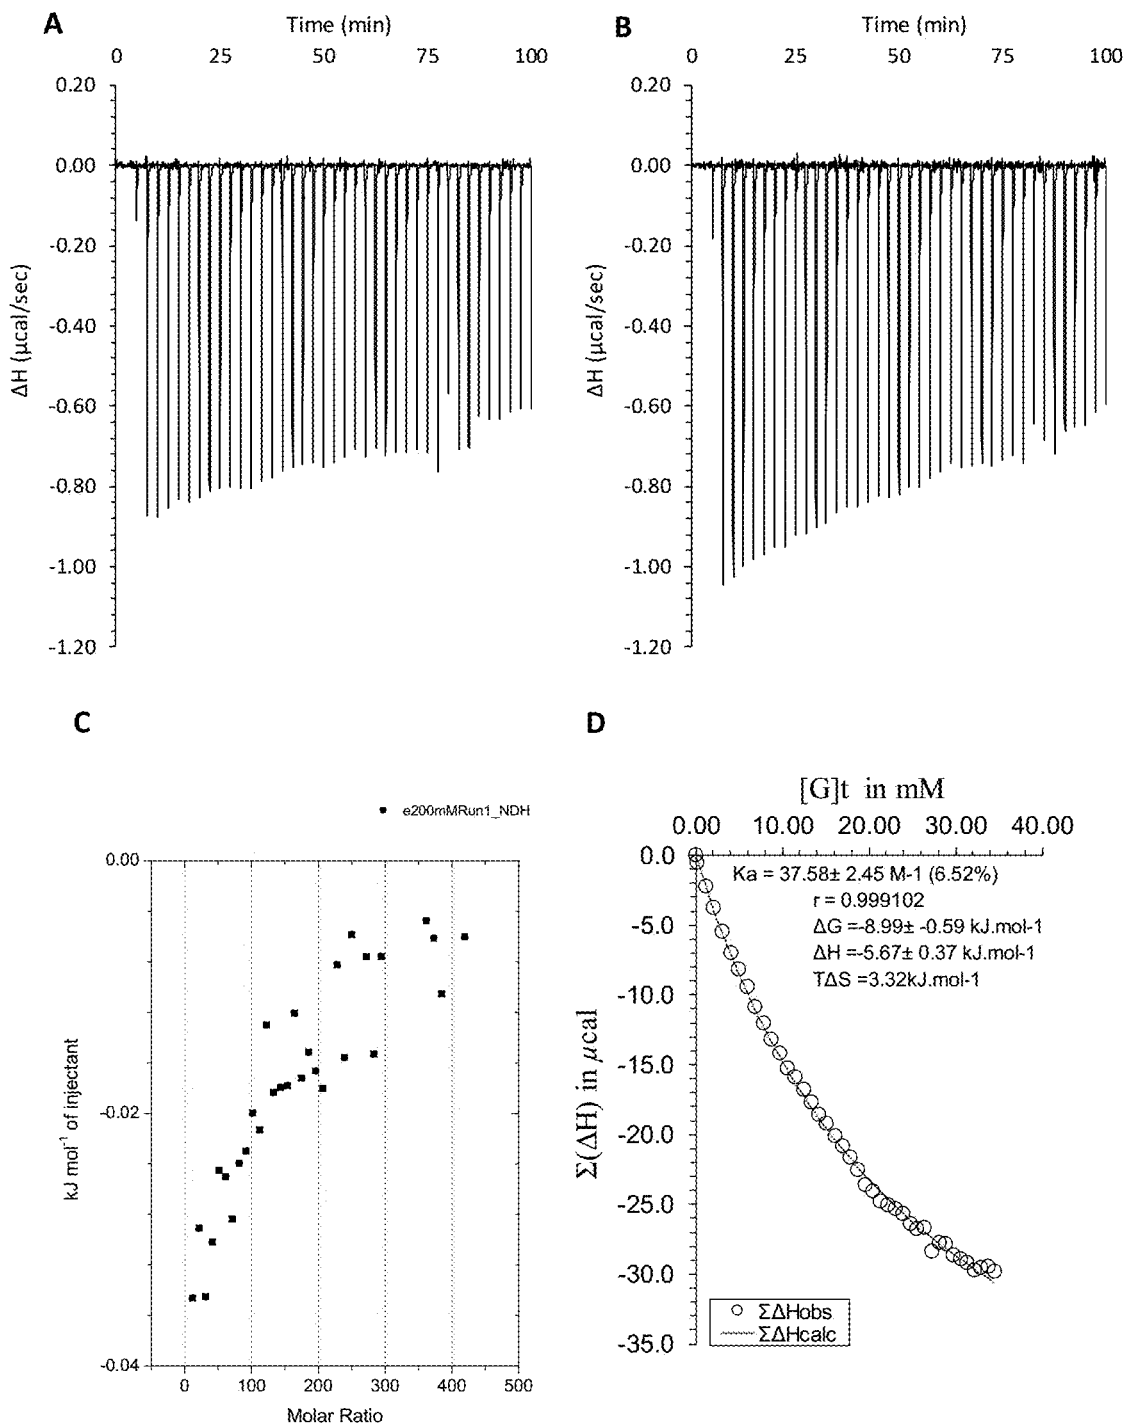 A
Time (min)
0 25 50 75 100
0.20
0.00
-0.20
-0.40
-0.60
-0.80
-1.00
-1.20
ΔH (μcal/sec)
B
Time (min)
0 25 50 75 100
0.20
0.00
-0.20
-0.40
-0.60
-0.80
-1.00
-1.20
ΔH (μcal/sec)
C
e200mMRun1_NDH
0.00
-0.02
-0.04
kJ mol⁻¹ of injectant
0 100 200 300 400 500
Molar Ratio
D
[G]t in mM
0.00 10.00 20.00 30.00 40.00
0.0
-5.0
-10.0
-15.0
-20.0
-25.0
-30.0
-35.0
Σ(ΔH) in μcal
Ka = 37.58± 2.45 M-1 (6.52%)
r = 0.999102
ΔG =-8.99± -0.59 kJ.mol-1
ΔH =-5.67± 0.37 kJ.mol-1
TΔS =3.32kJ.mol-1
ΣΔHobs
ΣΔHcalc